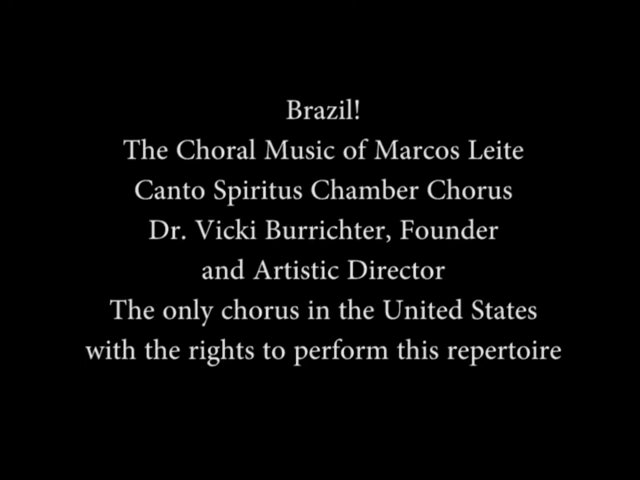 Brazil!
The Choral Music of Marcos Leite
Canto Spiritus Chamber Chorus
Dr. Vicki Burrichter, Founder
and Artistic Director
The only chorus in the United States
with the rights to perform this repertoire